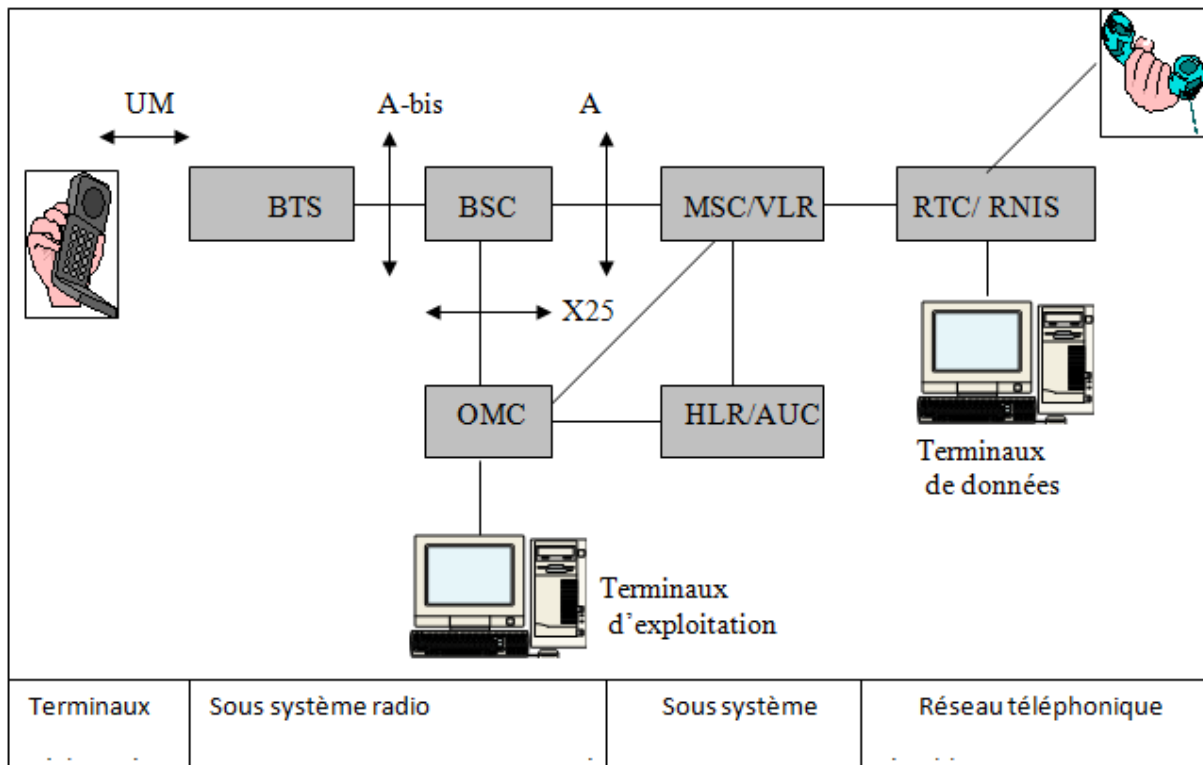 UM
A-bis
A
BTS
BSC
MSC/VLR
RTC/ RNIS
X25
OMC
HLR/AUC
Terminaux
de données
Terminaux
d’exploitation
Terminaux
Sous système radio
Sous système
Réseau téléphonique